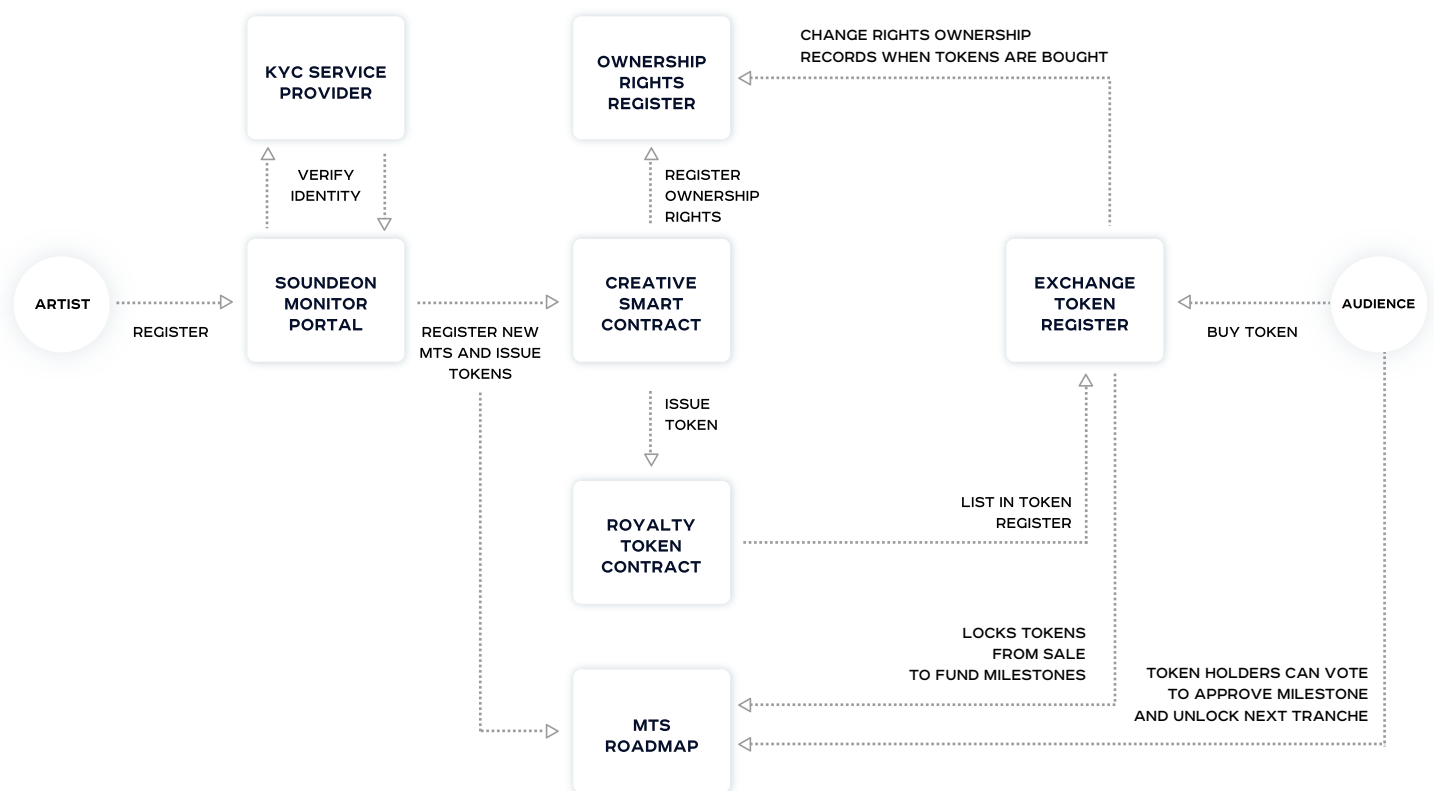 KYC SERVICE
PROVIDER
OWNERSHIP
RIGHTS
REGISTER
CHANGE RIGHTS OWNERSHIP
RECORDS WHEN TOKENS ARE BOUGHT
VERIFY
IDENTITY
REGISTER
OWNERSHIP
RIGHTS
ARTIST
REGISTER
SOUNDEON
MONITOR
PORTAL
REGISTER NEW
MTS AND ISSUE
TOKENS
CREATIVE
SMART
CONTRACT
EXCHANGE
TOKEN
REGISTER
BUY TOKEN
AUDIENCE
ISSUE
TOKEN
ROYALTY
TOKEN
CONTRACT
LIST IN TOKEN
REGISTER
LOCKS TOKENS
FROM SALE
TO FUND MILESTONES
TOKEN HOLDERS CAN VOTE
TO APPROVE MILESTONE
AND UNLOCK NEXT TRANCHE
MTS
ROADMAP